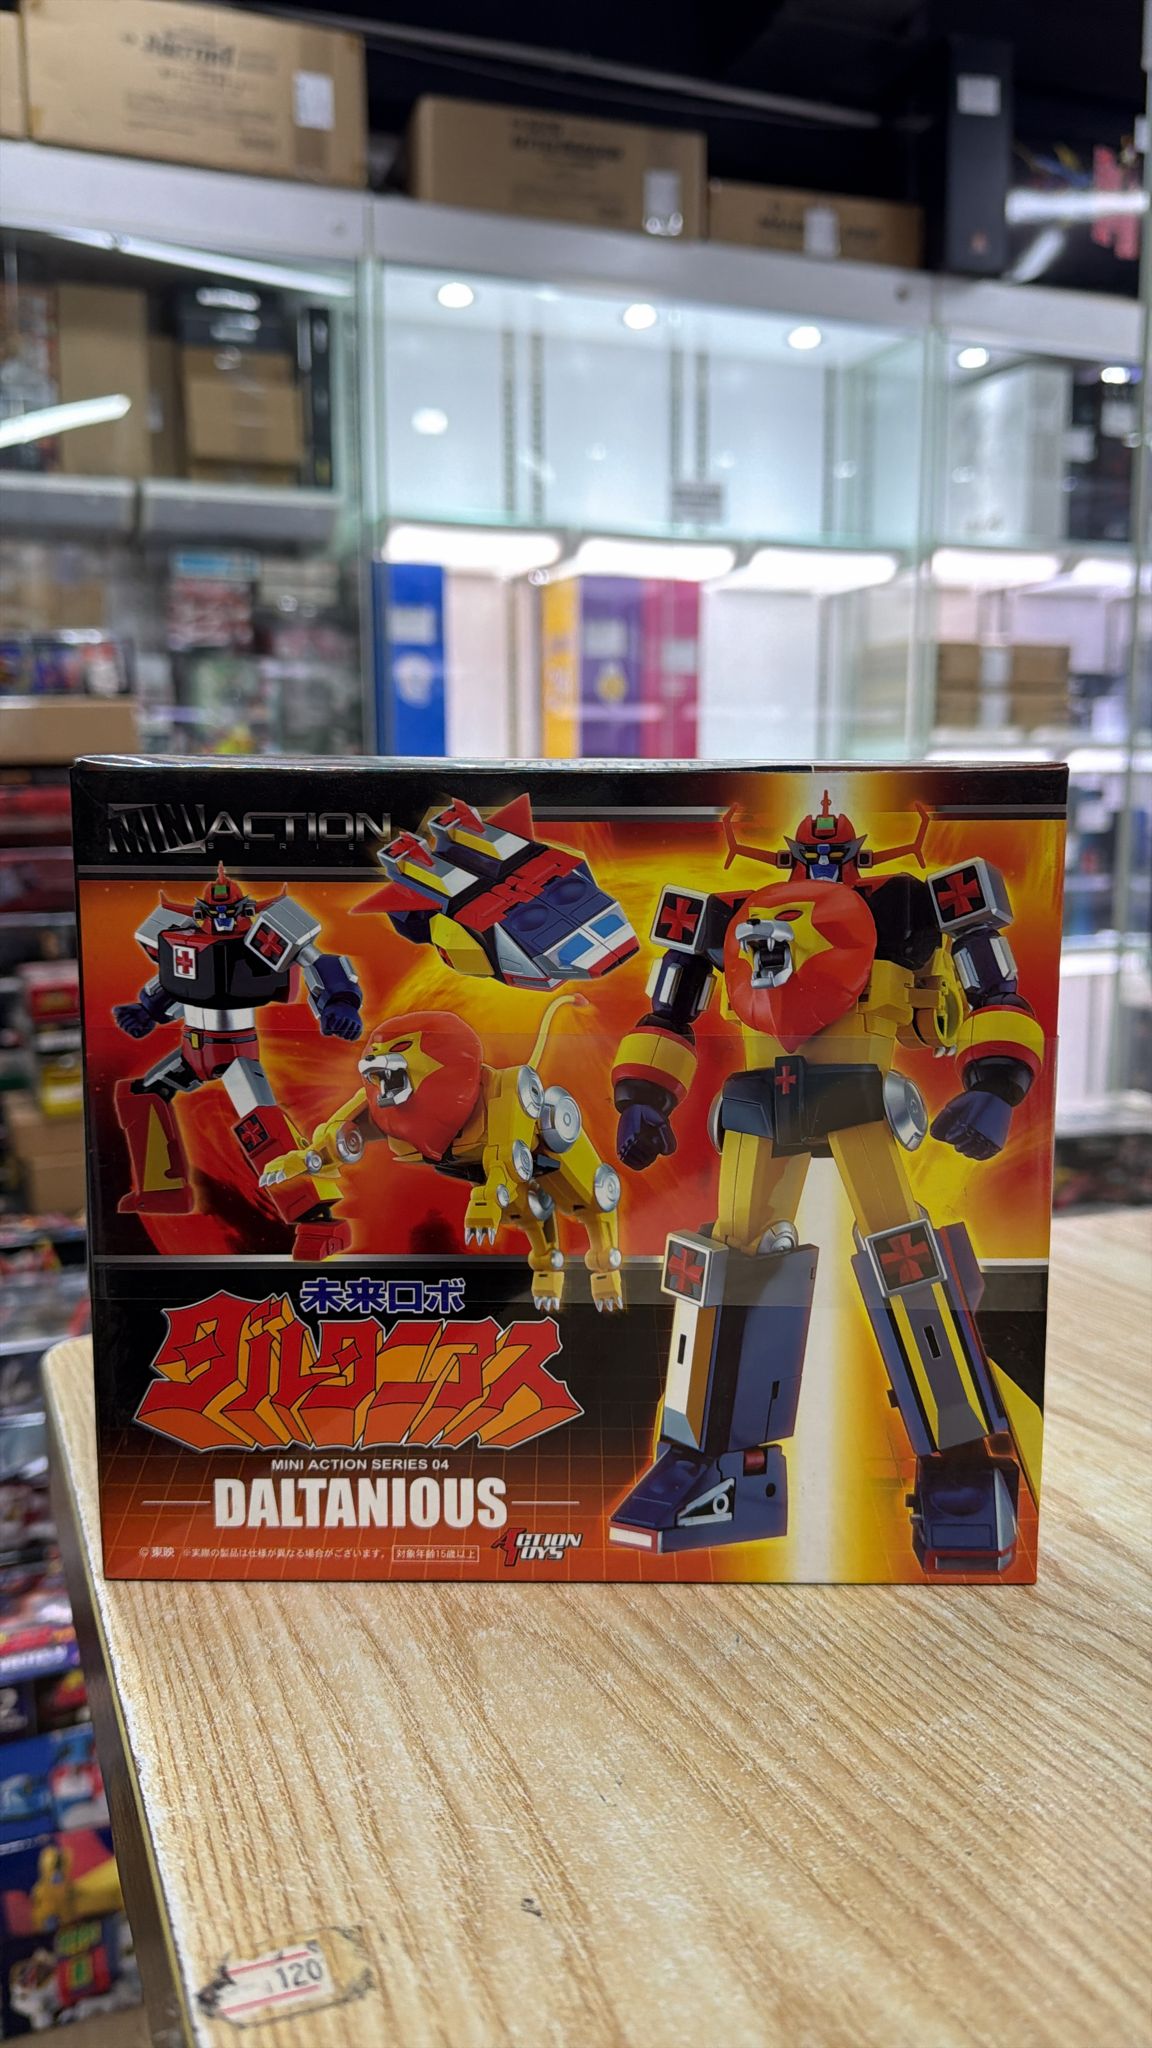 MINI ACTION
SERIES
未来ロボ
ダルタニアス
MINI ACTION SERIES 04
DALTANIOUS
©東映 ※実際の製品は仕様が異なる場合がございます。 対象年齢15歳以上
ACTION TOYS
120